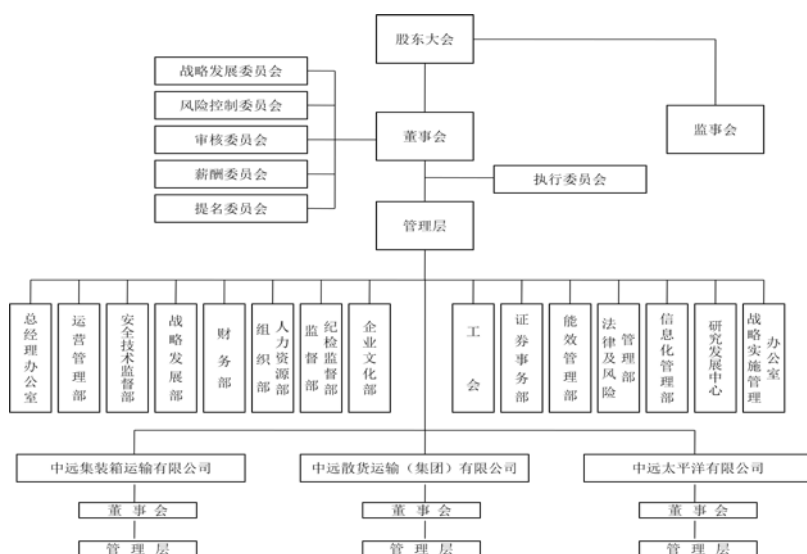 股东大会
战略发展委员会
风险控制委员会
审核委员会
薪酬委员会
提名委员会
董事会
监事会
执行委员会
管理层
总经理办公室
运营管理部
安全技术监督部
战略发展部
财务部
组织部
人力资源部
监督部
纪检监督部
企业文化部
工会
证券事务部
能效管理部
法律及风险
管理部
信息化管理部
研究发展中心
战略实施管理
办公室
中远集装箱运输有限公司
中远散货运输（集团）有限公司
中远太平洋有限公司
董事会
董事会
董事会
管理层
管理层
管理层